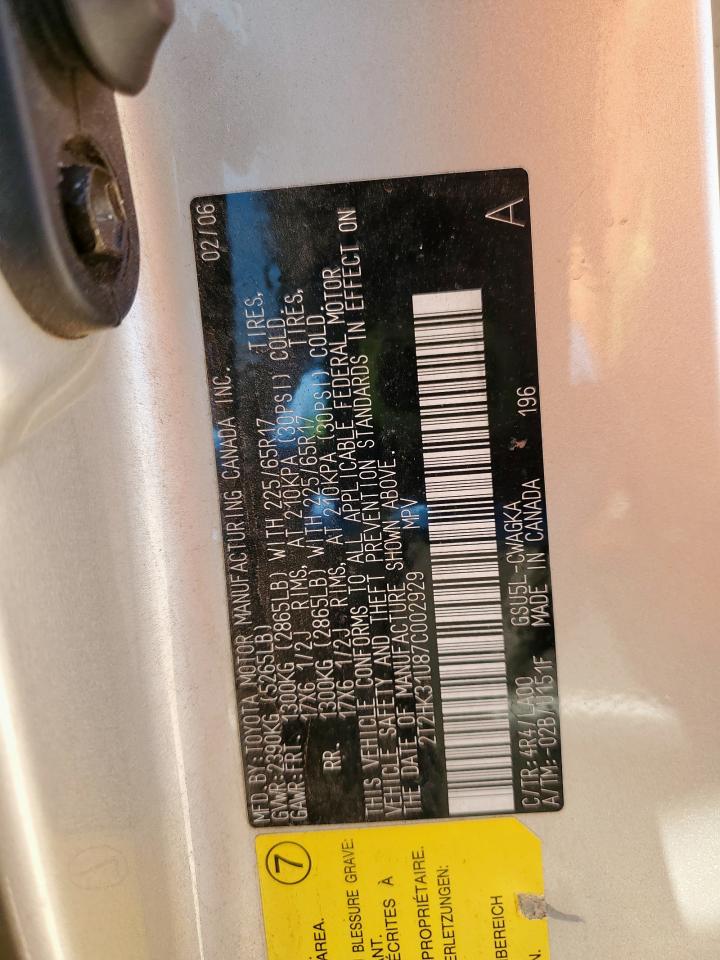 MFD.BY:TOYOTA MOTOR MANUFACTURING CANADA INC. 02/06
GVWR:2390KG (5265LB)
GAWR:FRT. 1300KG (2865LB) WITH 225/65R17 TIRES,
17X6 1/2J RIMS, AT 210KPA (30PSI) COLD.
RR. 1300KG (2865LB) WITH 225/65R17 TIRES,
17X6 1/2J RIMS, AT 210KPA (30PSI) COLD.
THIS VEHICLE CONFORMS TO ALL APPLICABLE FEDERAL MOTOR
VEHICLE SAFETY AND THEFT PREVENTION STANDARDS IN EFFECT ON
THE DATE OF MANUFACTURE SHOWN ABOVE.
2T2HK31U87C002929 MPV
A
C/TR: 4R4/LA00 GSU5L-CWAGKA 196
A/TM:-02B/U151F MADE IN CANADA
7
AREA.
BLESSURE GRAVE:
ANT.
ÉCRITES À
PROPRIÉTAIRE.
ERLETZUNGEN:
BEREICH
N.